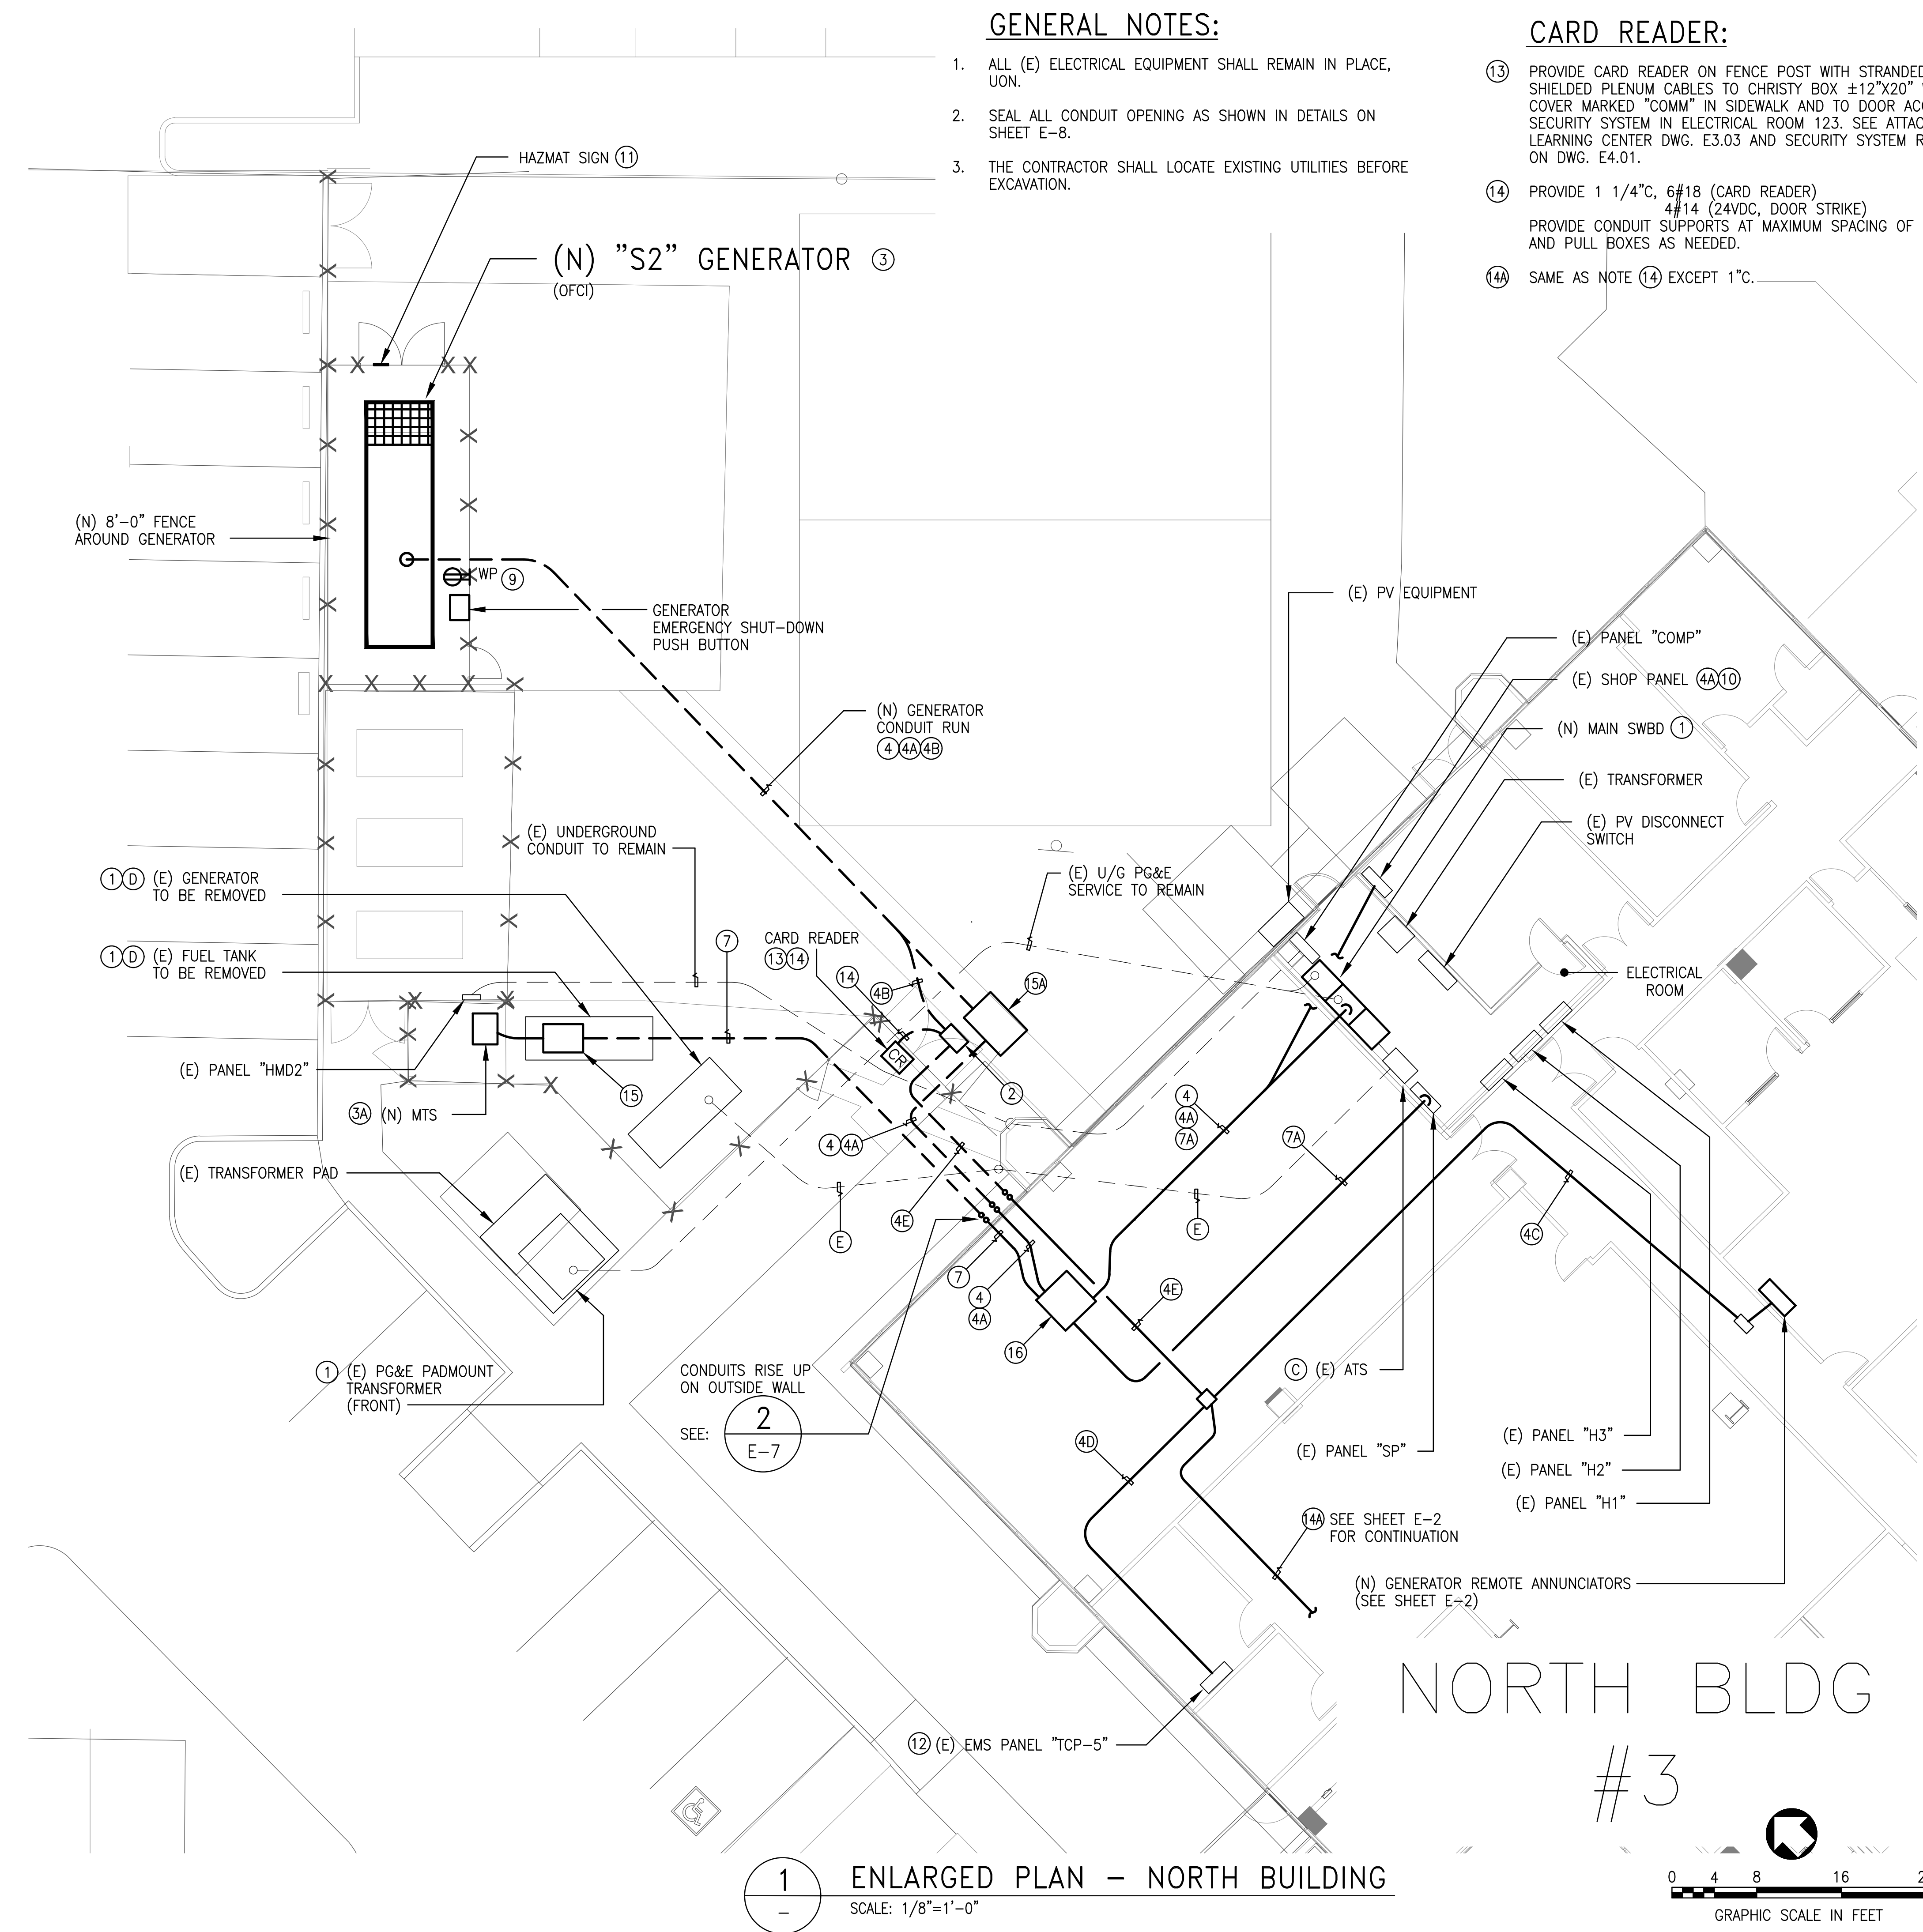 GENERAL NOTES:
1. ALL (E) ELECTRICAL EQUIPMENT SHALL REMAIN IN PLACE,
UON.
2. SEAL ALL CONDUIT OPENING AS SHOWN IN DETAILS ON
SHEET E-8.
3. THE CONTRACTOR SHALL LOCATE EXISTING UTILITIES BEFORE
EXCAVATION.
CARD READER:
13 PROVIDE CARD READER ON FENCE POST WITH STRANDED
SHIELDED PLENUM CABLES TO CHRISTY BOX ±12"X20"
COVER MARKED "COMM" IN SIDEWALK AND TO DOOR
SECURITY SYSTEM IN ELECTRICAL ROOM 123. SEE
LEARNING CENTER DWG. E3.03 AND SECURITY SYSTEM
ON DWG. E4.01.
14 PROVIDE 1 1/4"C, 6#18 (CARD READER)
4#14 (24VDC, DOOR STRIKE)
PROVIDE CONDUIT SUPPORTS AT MAXIMUM SPACING OF
AND PULL BOXES AS NEEDED.
14A SAME AS NOTE 14 EXCEPT 1"C.
HAZMAT SIGN 11
(N) "S2" GENERATOR 3
(OFCI)
(N) 8'-0" FENCE
AROUND GENERATOR
WP 9
GENERATOR
EMERGENCY SHUT-DOWN
PUSH BUTTON
(E) PV EQUIPMENT
(E) PANEL "COMP"
(E) SHOP PANEL 4A 10
(N) MAIN SWBD 1
(E) TRANSFORMER
(E) PV DISCONNECT
SWITCH
(N) GENERATOR
CONDUIT RUN
4 4A 4B
(E) UNDERGROUND
CONDUIT TO REMAIN
(E) U/G PG&E
SERVICE TO REMAIN
1 D (E) GENERATOR
TO BE REMOVED
1 D (E) FUEL TANK
TO BE REMOVED
7
CARD READER
13 14
14
4B
15A
ELECTRICAL
ROOM
CR
(E) PANEL "HMD2"
15
2
3A (N) MTS
4 4A
4
4A
7A
7A
(E) TRANSFORMER PAD
E
4E
E
4C
7
4
4A
4E
16
1 (E) PG&E PADMOUNT
TRANSFORMER
(FRONT)
CONDUITS RISE UP
ON OUTSIDE WALL
SEE:
2
E-7
C (E) ATS
4D
(E) PANEL "SP"
(E) PANEL "H3"
(E) PANEL "H2"
(E) PANEL "H1"
14A SEE SHEET E-2
FOR CONTINUATION
(N) GENERATOR REMOTE ANNUNCIATORS
(SEE SHEET E-2)
12 (E) EMS PANEL "TCP-5"
NORTH BLDG
#3
1
-
ENLARGED PLAN - NORTH BUILDING
SCALE: 1/8"=1'-0"
0 4 8 16
GRAPHIC SCALE IN FEET